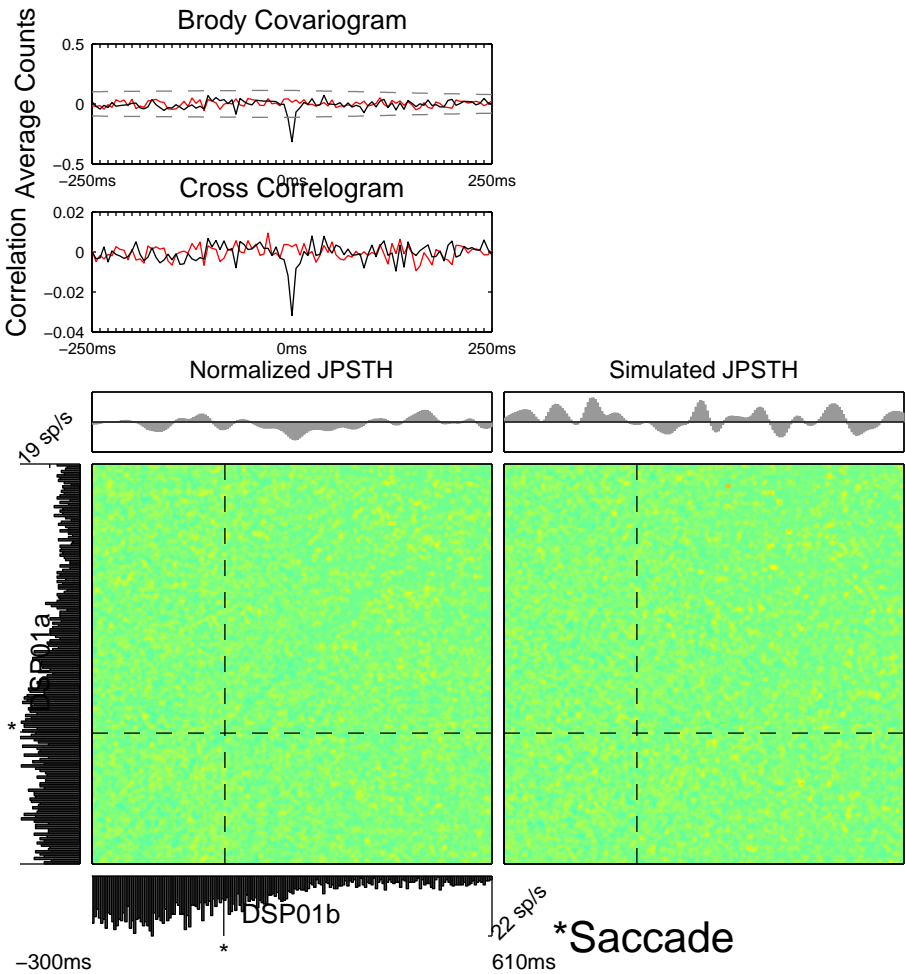 Brody Covariogram
Average Counts
0.5
0
−0.5
−250ms
0ms
250ms
Cross Correlogram
Correlation
0.02
0
−0.02
−0.04
−250ms
0ms
250ms
Normalized JPSTH
Simulated JPSTH
19 sp/s
DSP01a
*
DSP01b
*
22 sp/s
*Saccade
−300ms
610ms